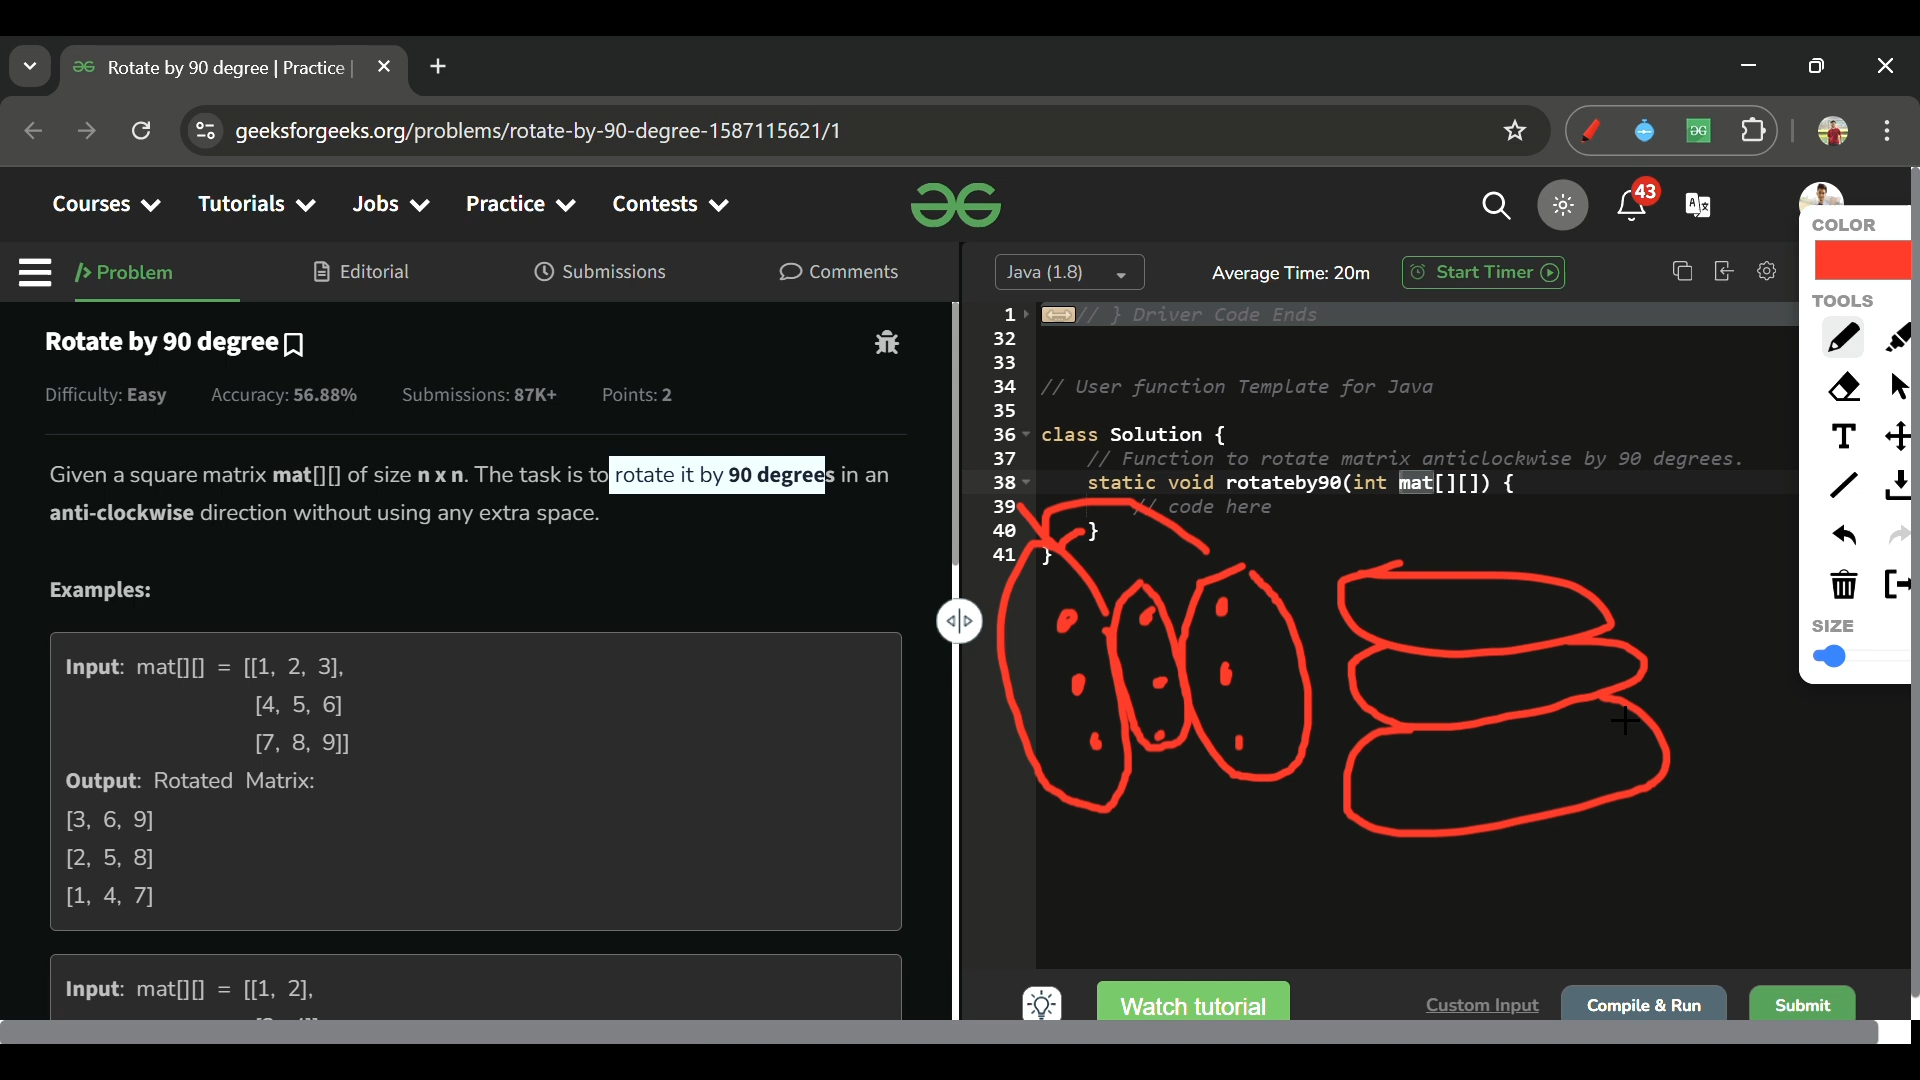 Rotate by 90 degree | Practice |
geeksforgeeks.org/problems/rotate-by-90-degree-1587115621/1
Courses Tutorials Jobs Practice Contests
43
Problem Editorial Submissions Comments
Java (1.8) Average Time: 20m Start Timer
COLOR
TOOLS
SIZE
Rotate by 90 degree
Difficulty: Easy Accuracy: 56.88% Submissions: 87K+ Points: 2
Given a square matrix mat[][] of size n x n. The task is to rotate it by 90 degrees in an
anti-clockwise direction without using any extra space.
Examples:
Input: mat[][] = [[1, 2, 3],
[4, 5, 6]
[7, 8, 9]]
Output: Rotated Matrix:
[3, 6, 9]
[2, 5, 8]
[1, 4, 7]
Input: mat[][] = [[1, 2],
1 // } Driver Code Ends
32
33
34 // User function Template for Java
35
36 class Solution {
37 // Function to rotate matrix anticlockwise by 90 degrees.
38 static void rotateby90(int mat[][]) {
39 // code here
40 }
41 }
Watch tutorial Custom Input Compile & Run Submit